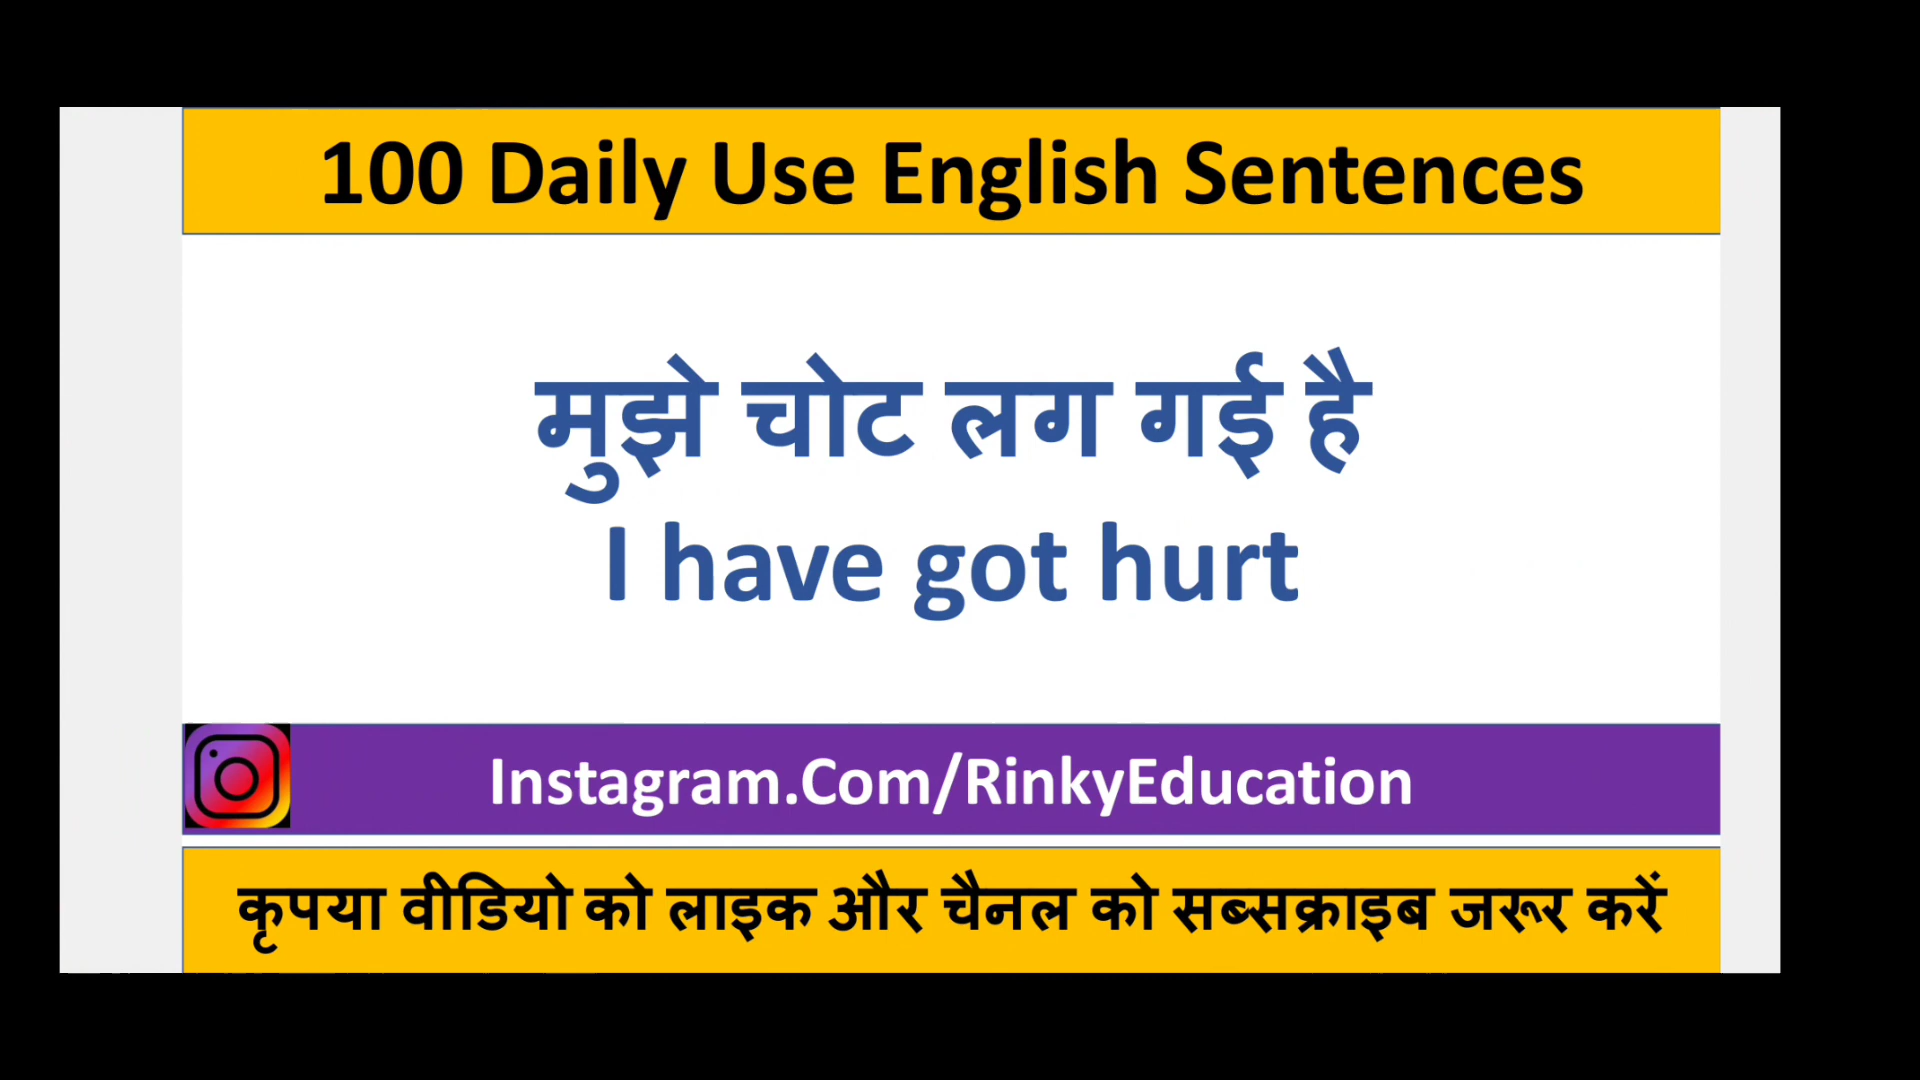 100 Daily Use English Sentences
मुझे चोट लग गई है
I have got hurt
Instagram.Com/RinkyEducation
कृपया वीडियो को लाइक और चैनल को सब्सक्राइब जरूर करें